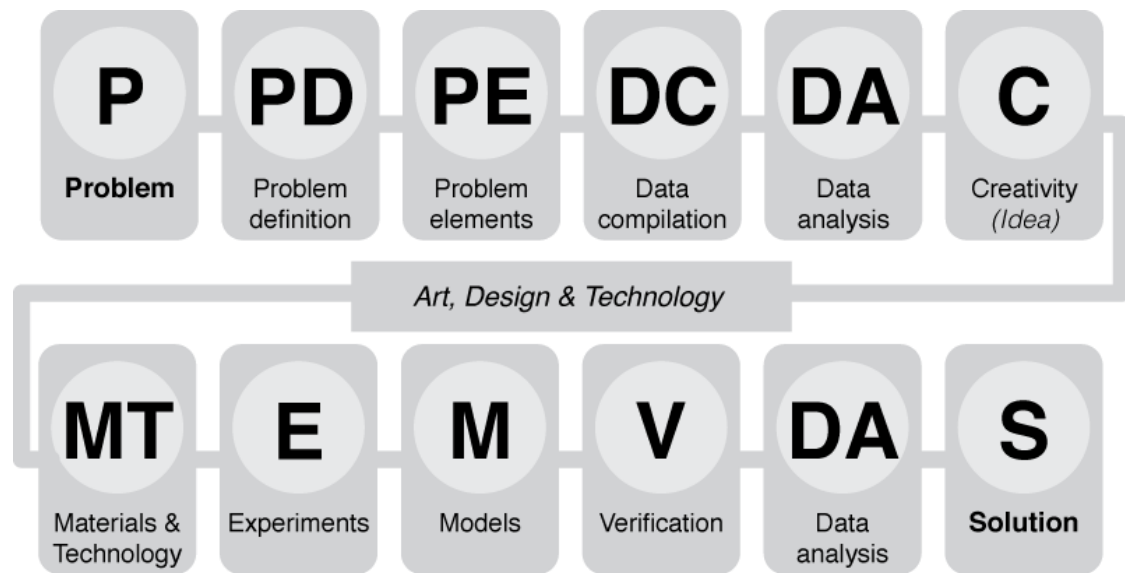 P PD PE DC DA C
Problem Problem Problem Data Data Creativity
definition elements compilation analysis (Idea)
Art, Design & Technology
MT E M V DA S
Materials & Experiments Models Verification Data Solution
Technology analysis